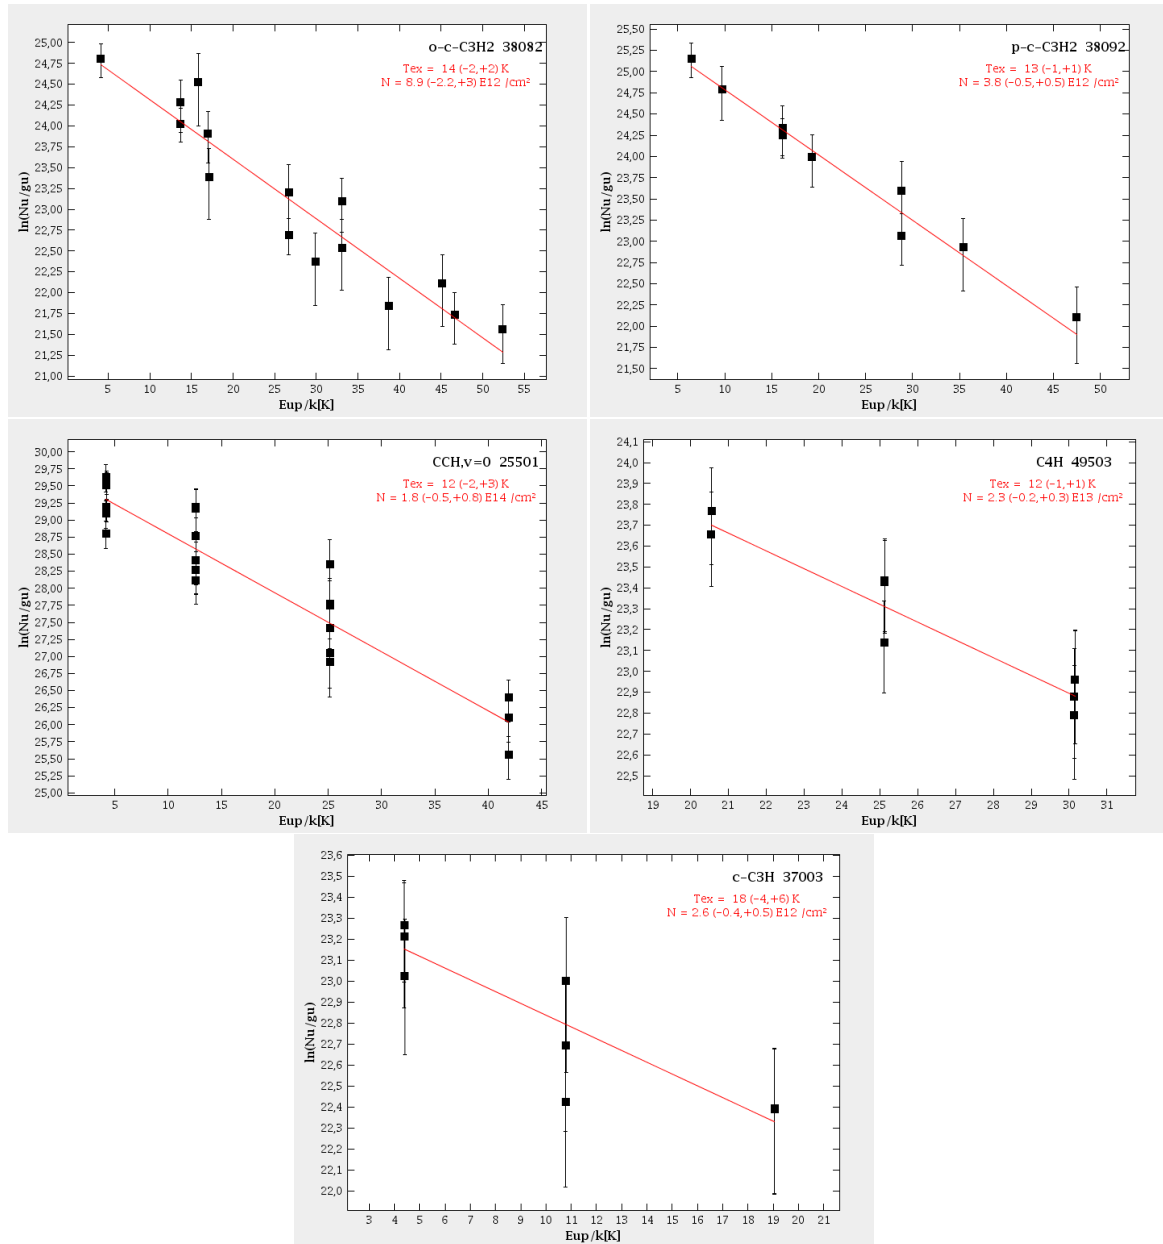 o-c-C3H2 38082
Tex = 14 (-2,+2) K
N = 8.9 (-2.2,+3) E12 /cm²
ln(Nu/gu)
25,00
24,75
24,50
24,25
24,00
23,75
23,50
23,25
23,00
22,75
22,50
22,25
22,00
21,75
21,50
21,25
21,00
5 10 15 20 25 30 35 40 45 50 55
Eup/k[K]
p-c-C3H2 38092
Tex = 13 (-1,+1) K
N = 3.8 (-0.5,+0.5) E12 /cm²
ln(Nu/gu)
25,50
25,25
25,00
24,75
24,50
24,25
24,00
23,75
23,50
23,25
23,00
22,75
22,50
22,25
22,00
21,75
21,50
5 10 15 20 25 30 35 40 45 50
Eup/k[K]
CCH,v=0 25501
Tex = 12 (-2,+3) K
N = 1.8 (-0.5,+0.8) E14 /cm²
ln(Nu/gu)
30,00
29,75
29,50
29,25
29,00
28,75
28,50
28,25
28,00
27,75
27,50
27,25
27,00
26,75
26,50
26,25
26,00
25,75
25,50
25,25
25,00
5 10 15 20 25 30 35 40 45
Eup/k[K]
C4H 49503
Tex = 12 (-1,+1) K
N = 2.3 (-0.2,+0.3) E13 /cm²
ln(Nu/gu)
24,1
24,0
23,9
23,8
23,7
23,6
23,5
23,4
23,3
23,2
23,1
23,0
22,9
22,8
22,7
22,6
22,5
19 20 21 22 23 24 25 26 27 28 29 30 31
Eup/k[K]
c-C3H 37003
Tex = 18 (-4,+6) K
N = 2.6 (-0.4,+0.5) E12 /cm²
ln(Nu/gu)
23,6
23,5
23,4
23,3
23,2
23,1
23,0
22,9
22,8
22,7
22,6
22,5
22,4
22,3
22,2
22,1
22,0
3 4 5 6 7 8 9 10 11 12 13 14 15 16 17 18 19 20 21
Eup/k[K]